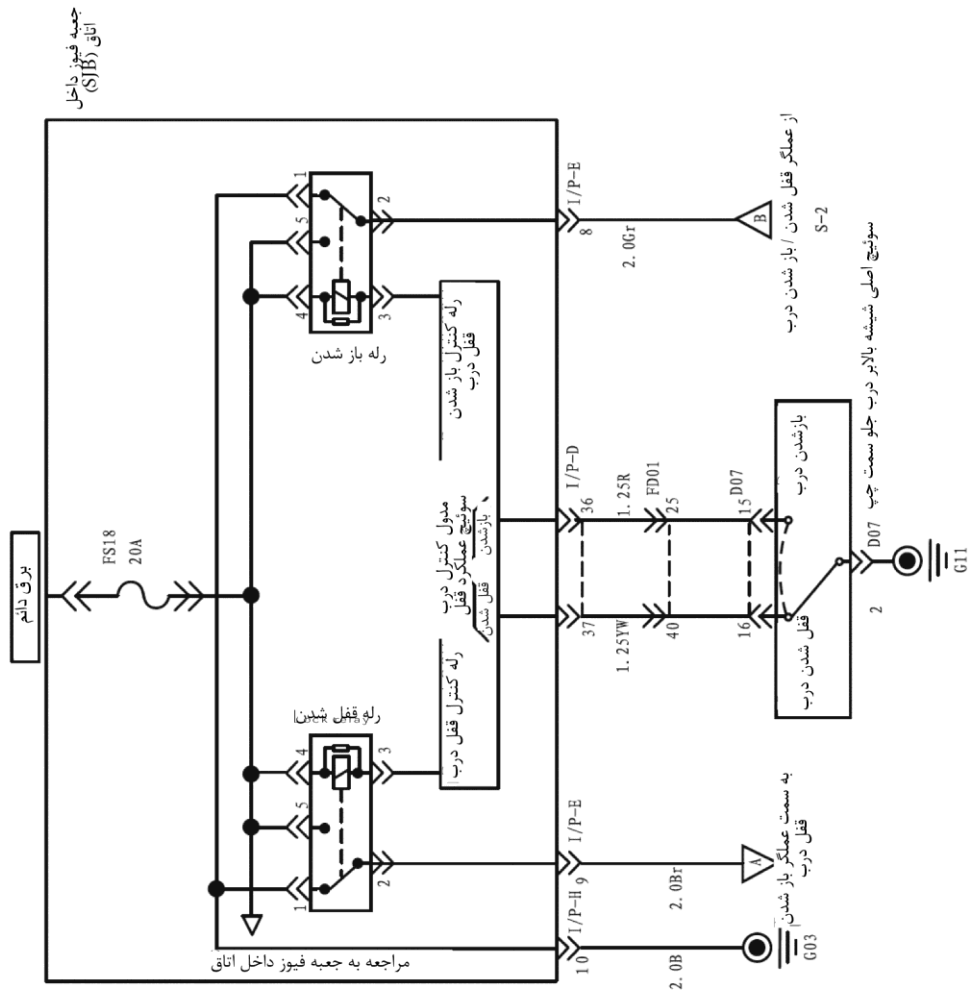 جعبه فیوز داخل
اتاق (SJB)
برق دائم
FS18
20A
1
5
4
2
3
رله باز شدن
رله کنترل باز شدن
قفل درب
مدول کنترل درب
سوئیچ عملکرد قفل
بازشدن
قفل شدن
رله کنترل قفل درب
رله قفل شدن
4
5
1
3
2
مراجعه به جعبه فیوز داخل اتاق
I/P-E
8
2.0Gr
B
S-2
از عملگر قفل شدن / باز شدن درب
I/P-D
36
37
1.25R
1.25YW
FD01
25
40
D07
15
16
بازشدن درب
قفل شدن درب
سوئیچ اصلی شیشه بالابر درب جلو سمت چپ
D07
2
G11
I/P-E
9
2.0Br
A
به سمت عملگر باز شدن
قفل درب
I/P-H
10
2.0B
G03